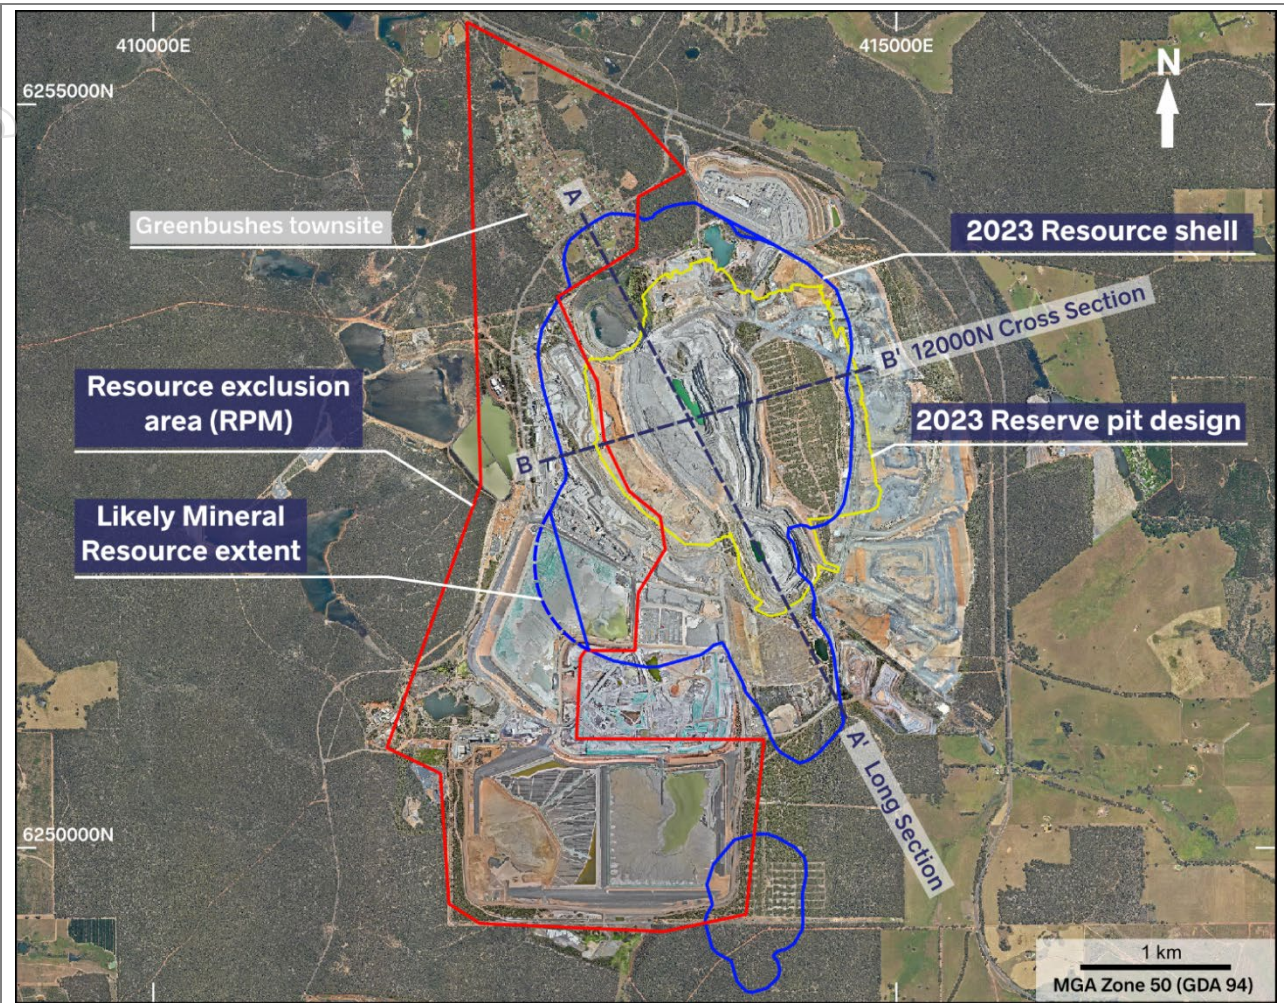 410000E
415000E
6255000N
N
A
Greenbushes townsite
2023 Resource shell
B' 12000N Cross Section
Resource exclusion
area (RPM)
2023 Reserve pit design
B
Likely Mineral
Resource extent
A' Long Section
6250000N
1 km
MGA Zone 50 (GDA 94)